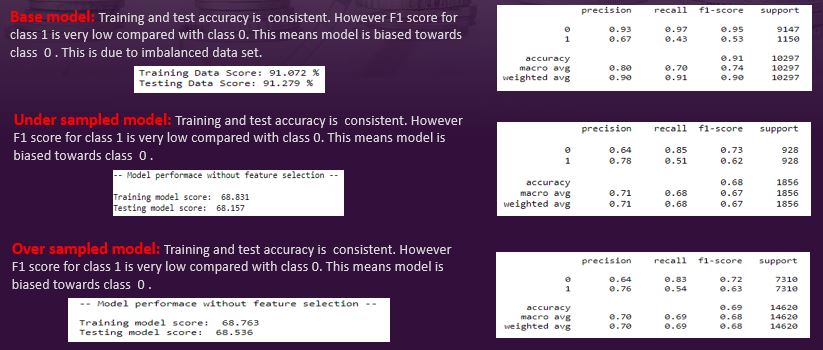 Base model: Training and test accuracy is consistent. However F1 score for
class 1 is very low compared with class 0. This means model is biased towards
class 0 . This is due to imbalanced data set.
Training Data Score: 91.072 %
Testing Data Score: 91.279 %
precision recall f1-score support
0 0.93 0.97 0.95 9147
1 0.67 0.43 0.53 1150
accuracy 0.91 10297
macro avg 0.80 0.70 0.74 10297
weighted avg 0.90 0.91 0.90 10297
Under sampled model: Training and test accuracy is consistent. However
F1 score for class 1 is very low compared with class 0. This means model is
biased towards class 0 .
-- Model performace without feature selection --
Training model score: 68.831
Testing model score: 68.157
precision recall f1-score support
0 0.64 0.85 0.73 928
1 0.78 0.51 0.62 928
accuracy 0.68 1856
macro avg 0.71 0.68 0.67 1856
weighted avg 0.71 0.68 0.67 1856
Over sampled model: Training and test accuracy is consistent. However
F1 score for class 1 is very low compared with class 0. This means model is
biased towards class 0 .
-- Model performace without feature selection --
Training model score: 68.763
Testing model score: 68.536
precision recall f1-score support
0 0.64 0.83 0.72 7310
1 0.76 0.54 0.63 7310
accuracy 0.69 14620
macro avg 0.70 0.69 0.68 14620
weighted avg 0.70 0.69 0.68 14620